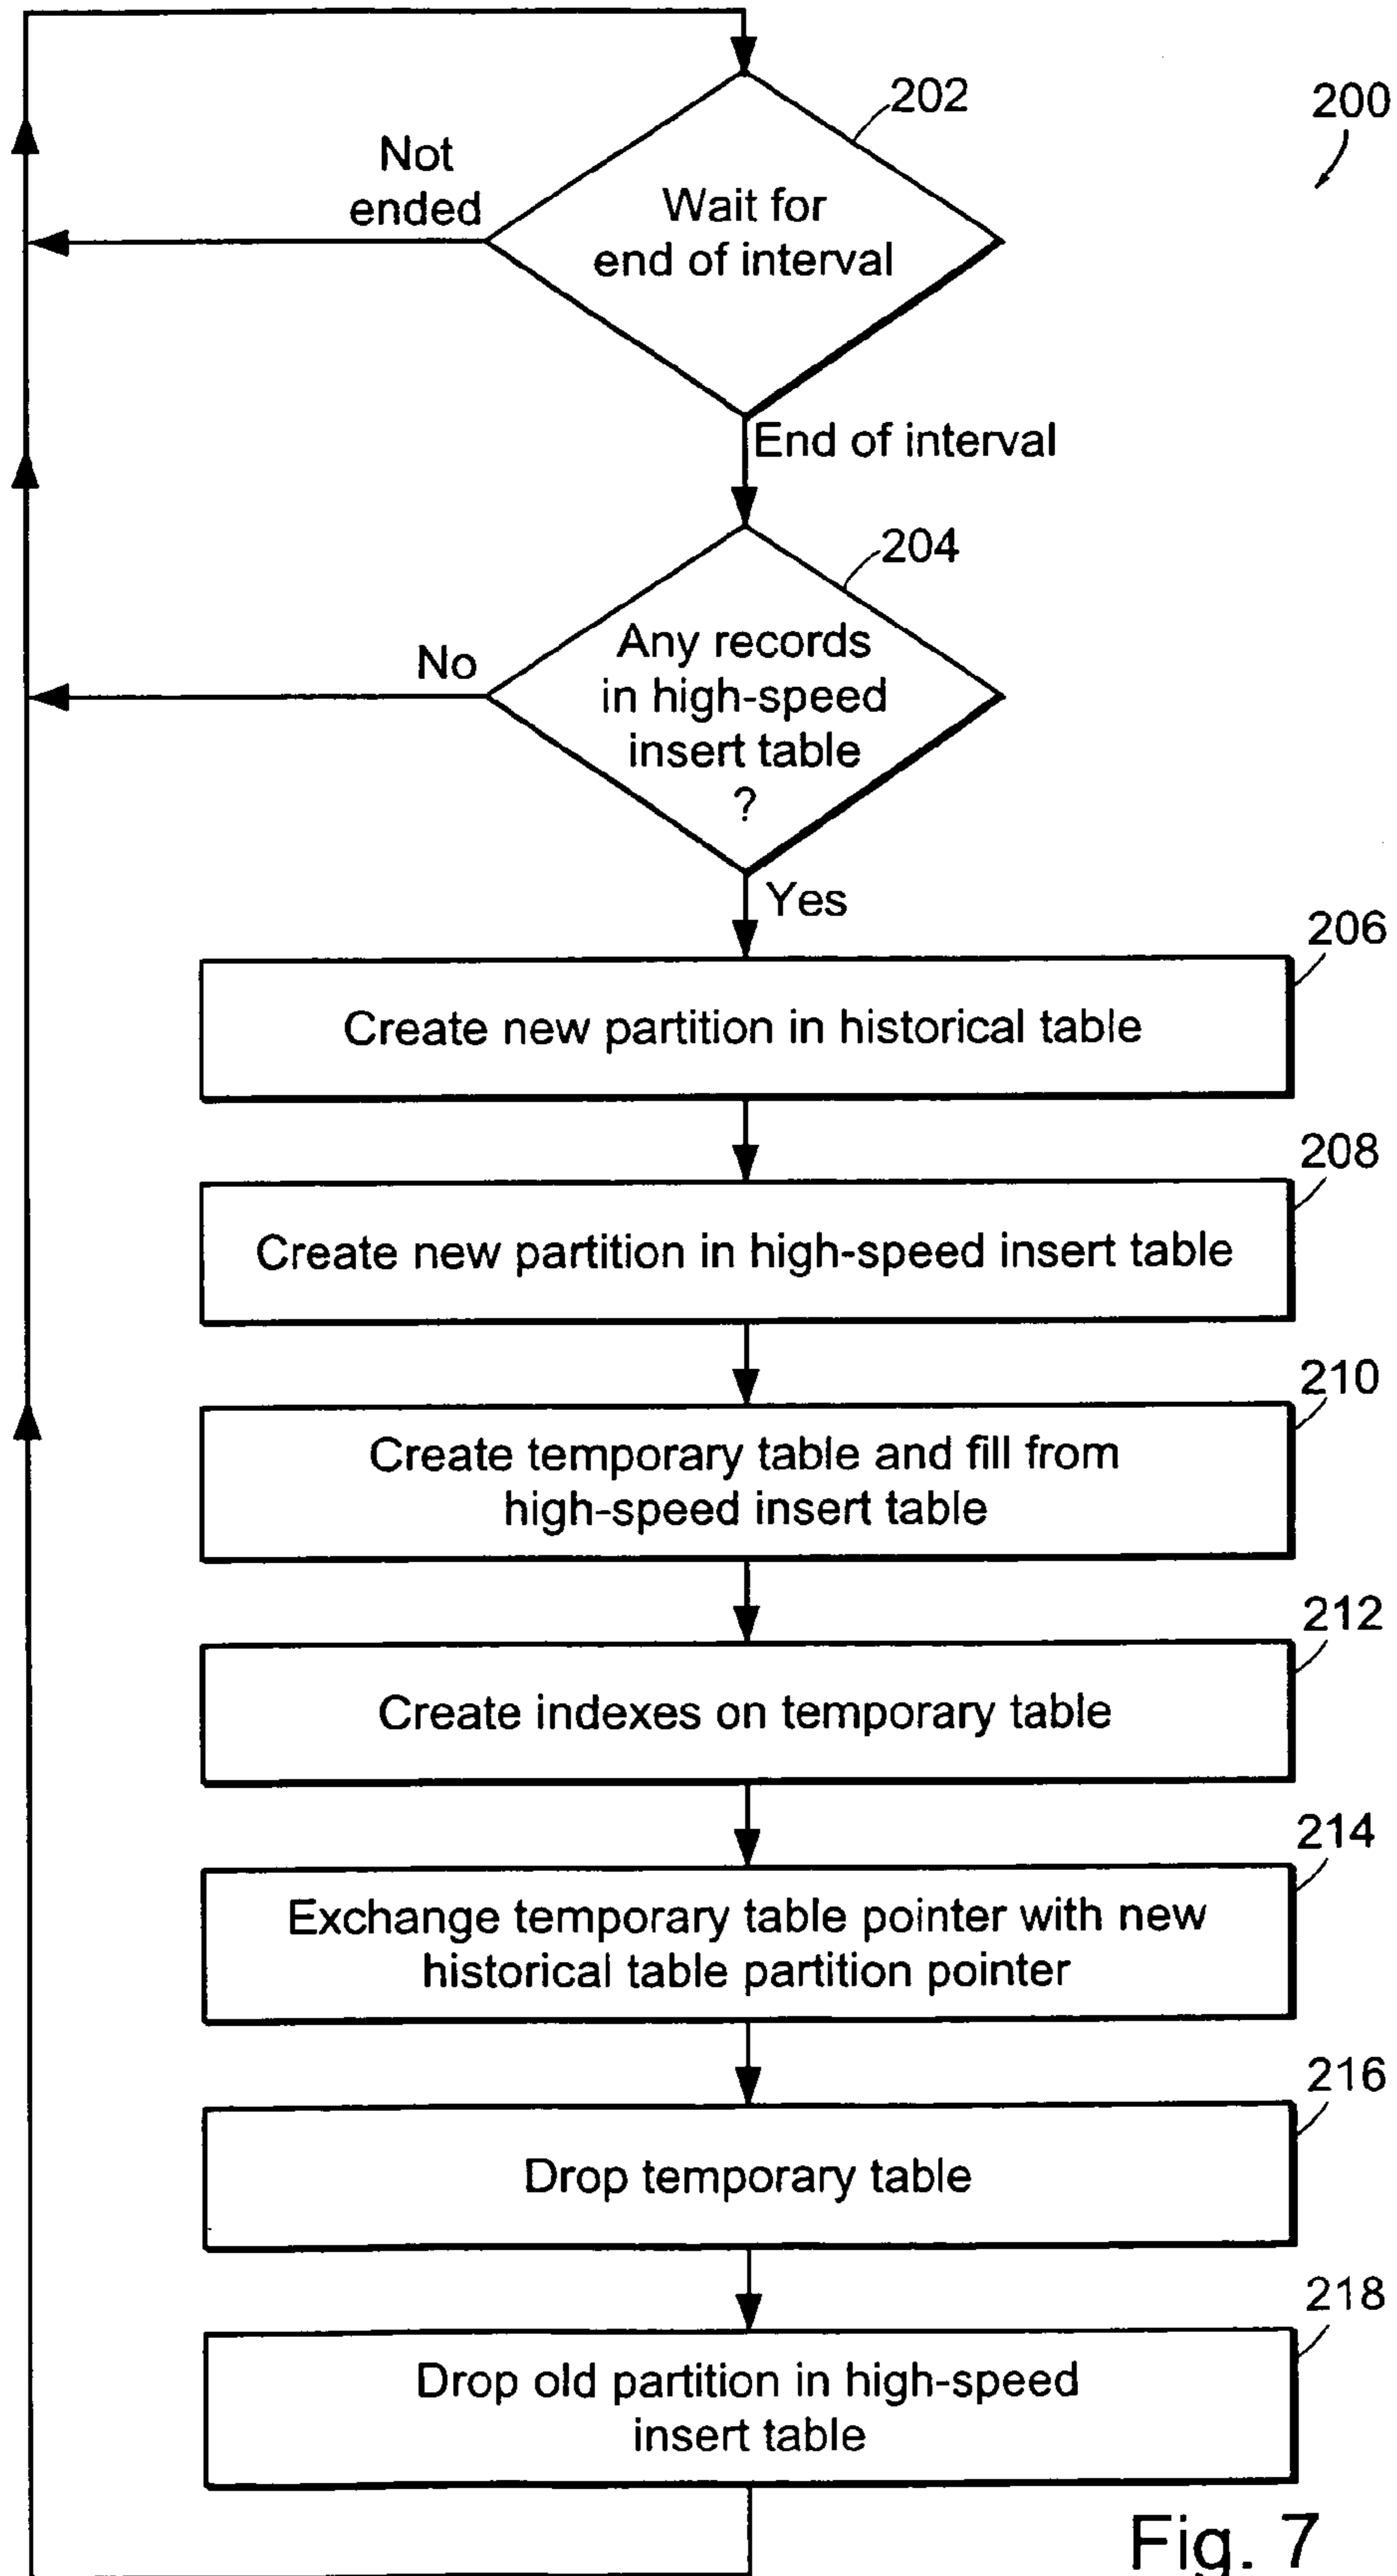 200
202
Not
ended
Wait for
end of interval
End of interval
204
No
Any records
in high-speed
insert table
?
Yes
206
Create new partition in historical table
208
Create new partition in high-speed insert table
210
Create temporary table and fill from
high-speed insert table
212
Create indexes on temporary table
214
Exchange temporary table pointer with new
historical table partition pointer
216
Drop temporary table
218
Drop old partition in high-speed
insert table
Fig. 7